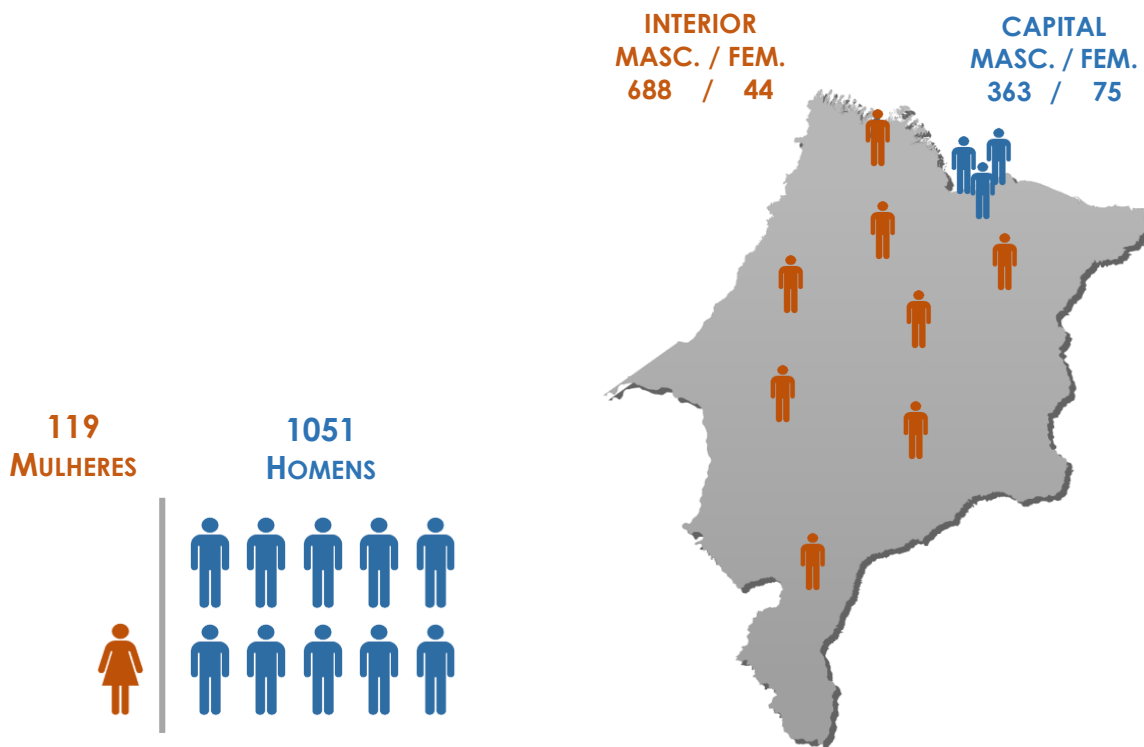 INTERIOR
MASC. / FEM.
688 / 44
CAPITAL
MASC. / FEM.
363 / 75
119
MULHERES
1051
HOMENS